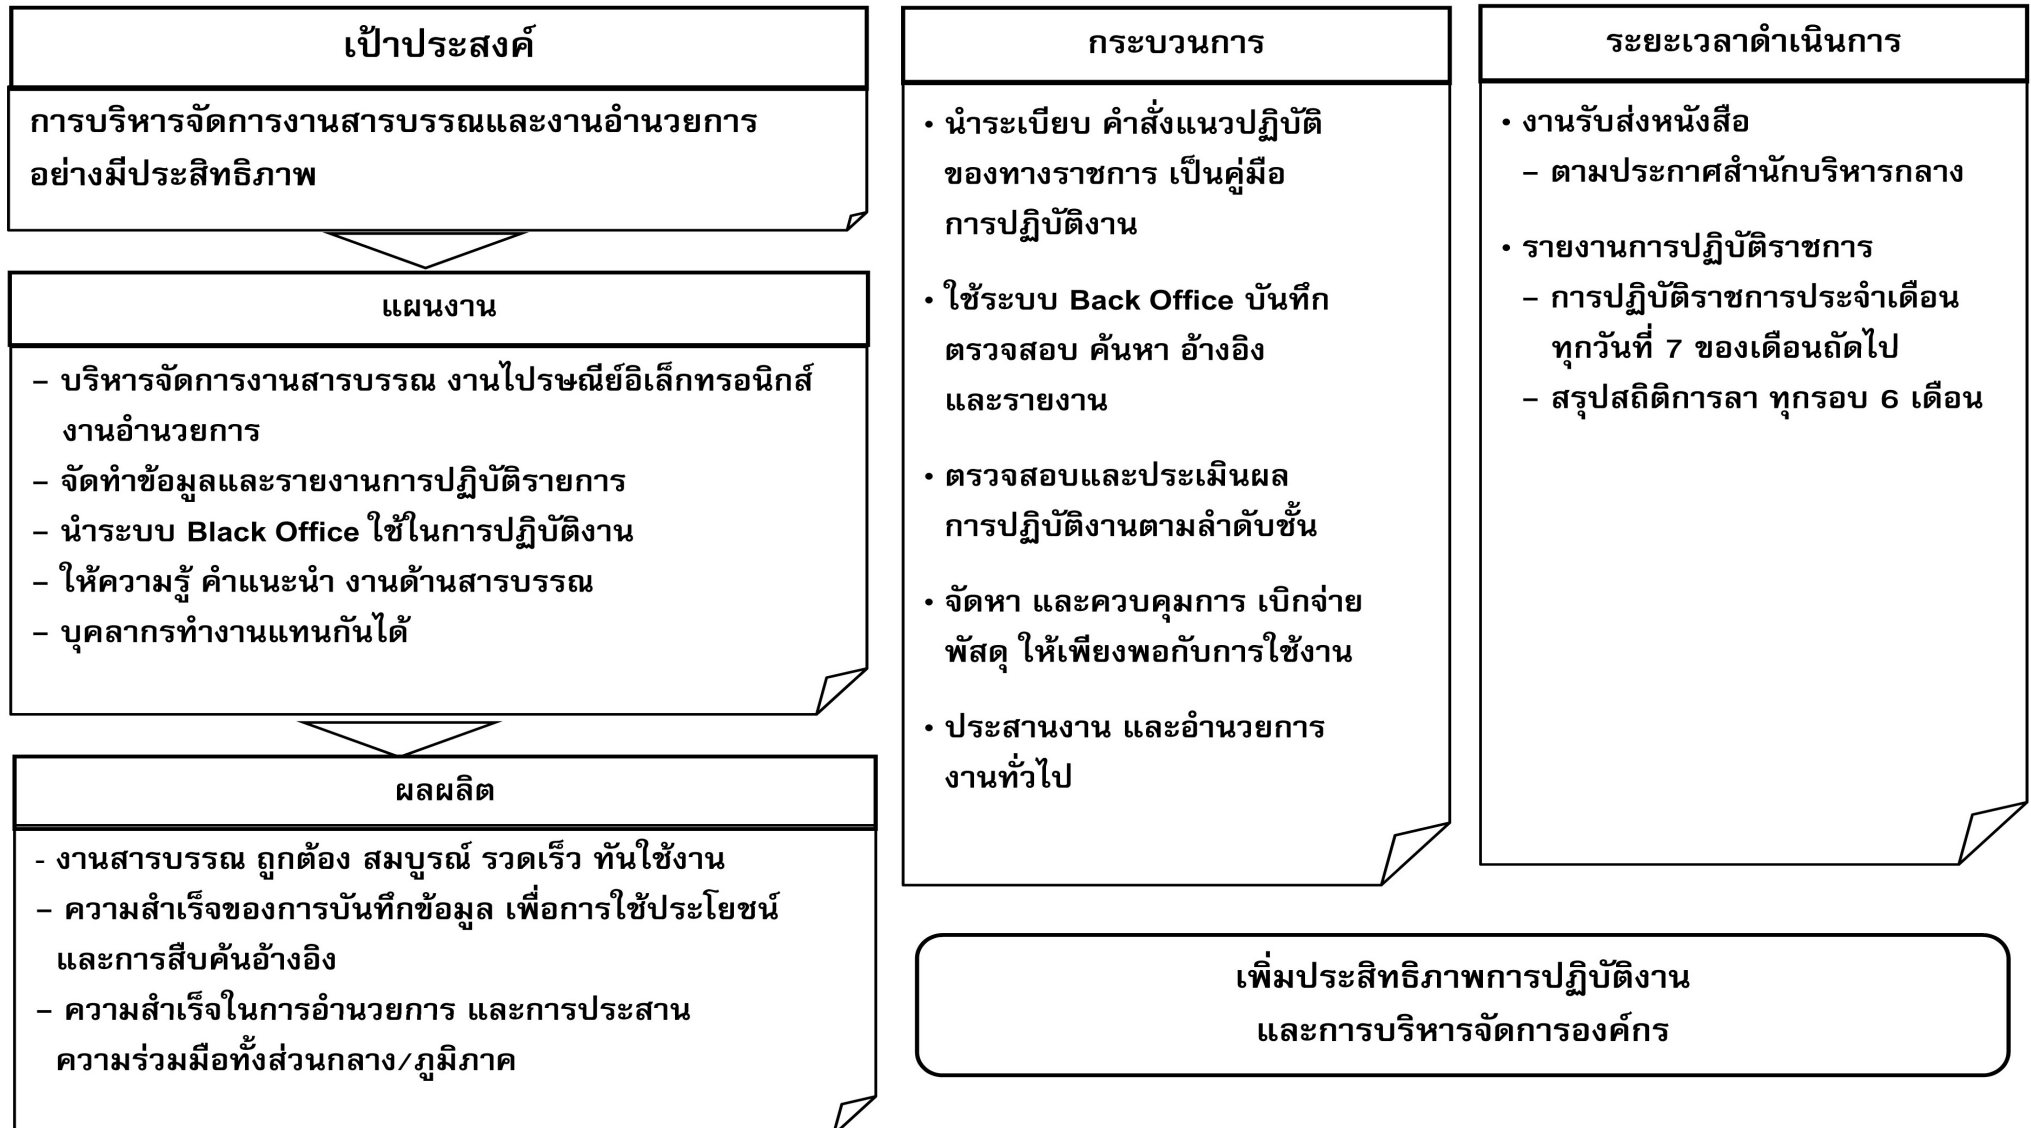 เป้าประสงค์
การบริหารจัดการงานสารบรรณและงานอำนวยการ
อย่างมีประสิทธิภาพ
แผนงาน
– บริหารจัดการงานสารบรรณ งานไปรษณีย์อิเล็กทรอนิกส์
งานอำนวยการ
– จัดทำข้อมูลและรายงานการปฏิบัติรายการ
– นำระบบ Black Office ใช้ในการปฏิบัติงาน
– ให้ความรู้ คำแนะนำ งานด้านสารบรรณ
– บุคลากรทำงานแทนกันได้
ผลผลิต
- งานสารบรรณ ถูกต้อง สมบูรณ์ รวดเร็ว ทันใช้งาน
– ความสำเร็จของการบันทึกข้อมูล เพื่อการใช้ประโยชน์
และการสืบค้นอ้างอิง
– ความสำเร็จในการอำนวยการ และการประสาน
ความร่วมมือทั้งส่วนกลาง/ภูมิภาค
กระบวนการ
• นำระเบียบ คำสั่งแนวปฏิบัติ
ของทางราชการ เป็นคู่มือ
การปฏิบัติงาน
• ใช้ระบบ Back Office บันทึก
ตรวจสอบ ค้นหา อ้างอิง
และรายงาน
• ตรวจสอบและประเมินผล
การปฏิบัติงานตามลำดับชั้น
• จัดหา และควบคุมการ เบิกจ่าย
พัสดุ ให้เพียงพอกับการใช้งาน
• ประสานงาน และอำนวยการ
งานทั่วไป
ระยะเวลาดำเนินการ
• งานรับส่งหนังสือ
– ตามประกาศสำนักบริหารกลาง
• รายงานการปฏิบัติราชการ
– การปฏิบัติราชการประจำเดือน
ทุกวันที่ 7 ของเดือนถัดไป
– สรุปสถิติการลา ทุกรอบ 6 เดือน
เพิ่มประสิทธิภาพการปฏิบัติงาน
และการบริหารจัดการองค์กร